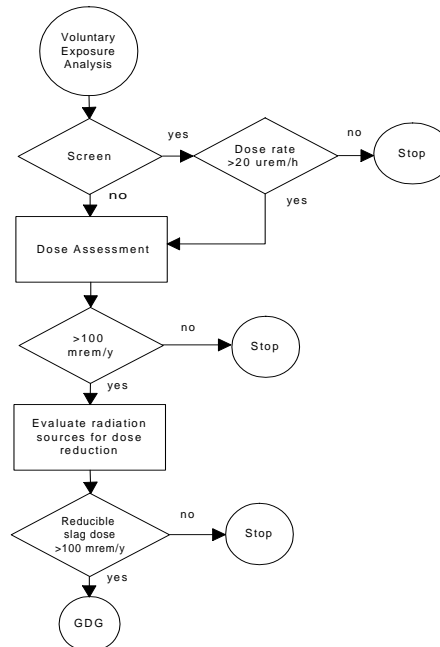 Voluntary
Exposure
Analysis
Screen
yes
Dose rate
>20 urem/h
no
Stop
no
yes
Dose Assessment
>100
mrem/y
no
Stop
yes
Evaluate radiation
sources for dose
reduction
Reducible
slag dose
>100 mrem/y
no
Stop
yes
GDG